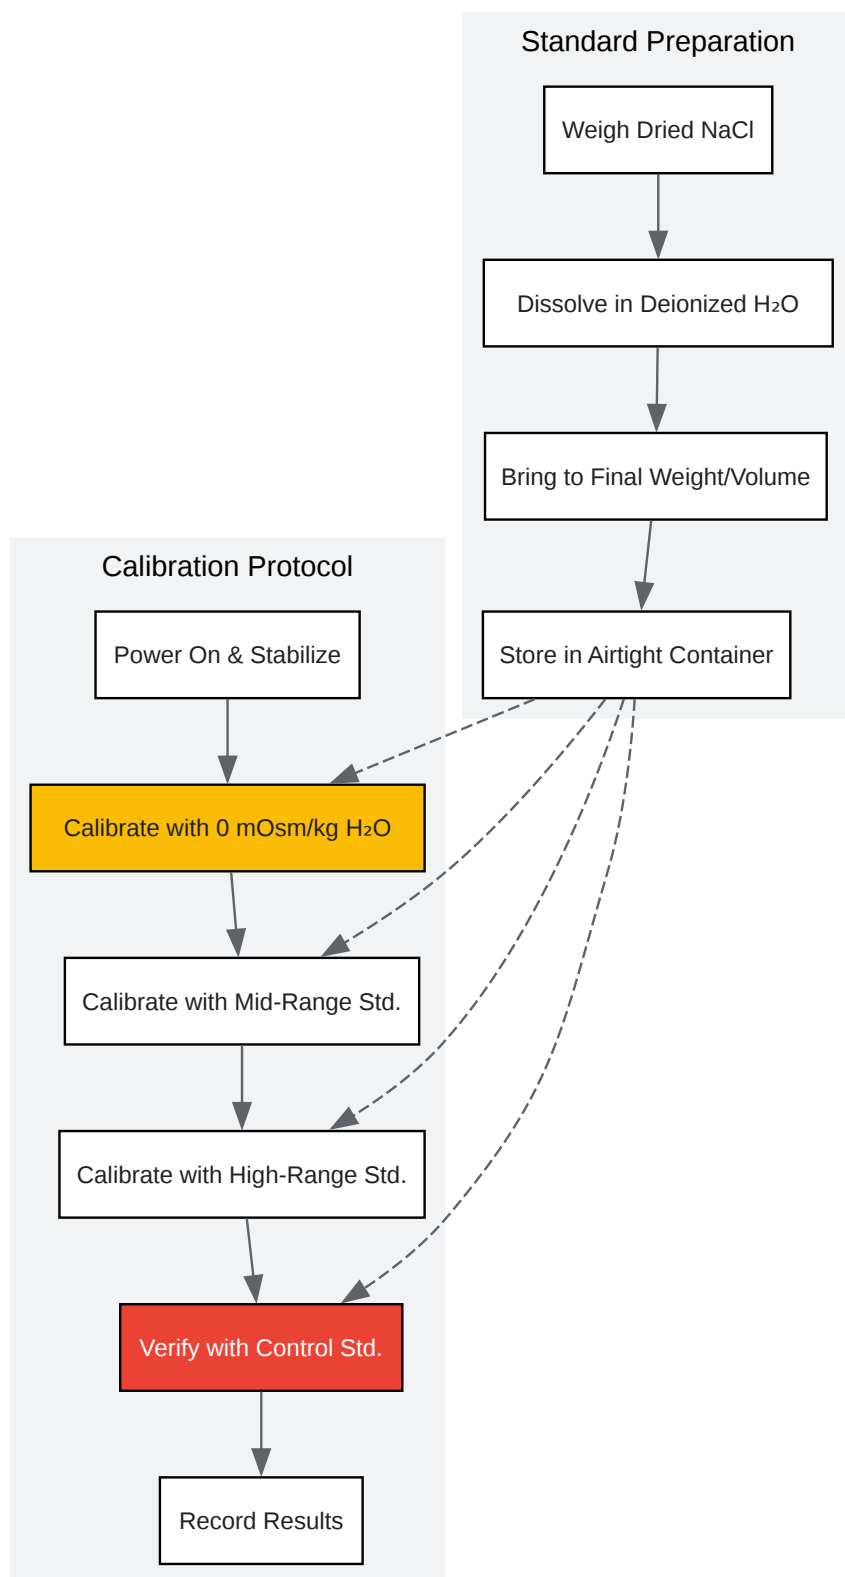 Standard Preparation
Weigh Dried NaCl
Dissolve in Deionized H₂O
Bring to Final Weight/Volume
Store in Airtight Container
Calibration Protocol
Power On & Stabilize
Calibrate with 0 mOsm/kg H₂O
Calibrate with Mid-Range Std.
Calibrate with High-Range Std.
Verify with Control Std.
Record Results